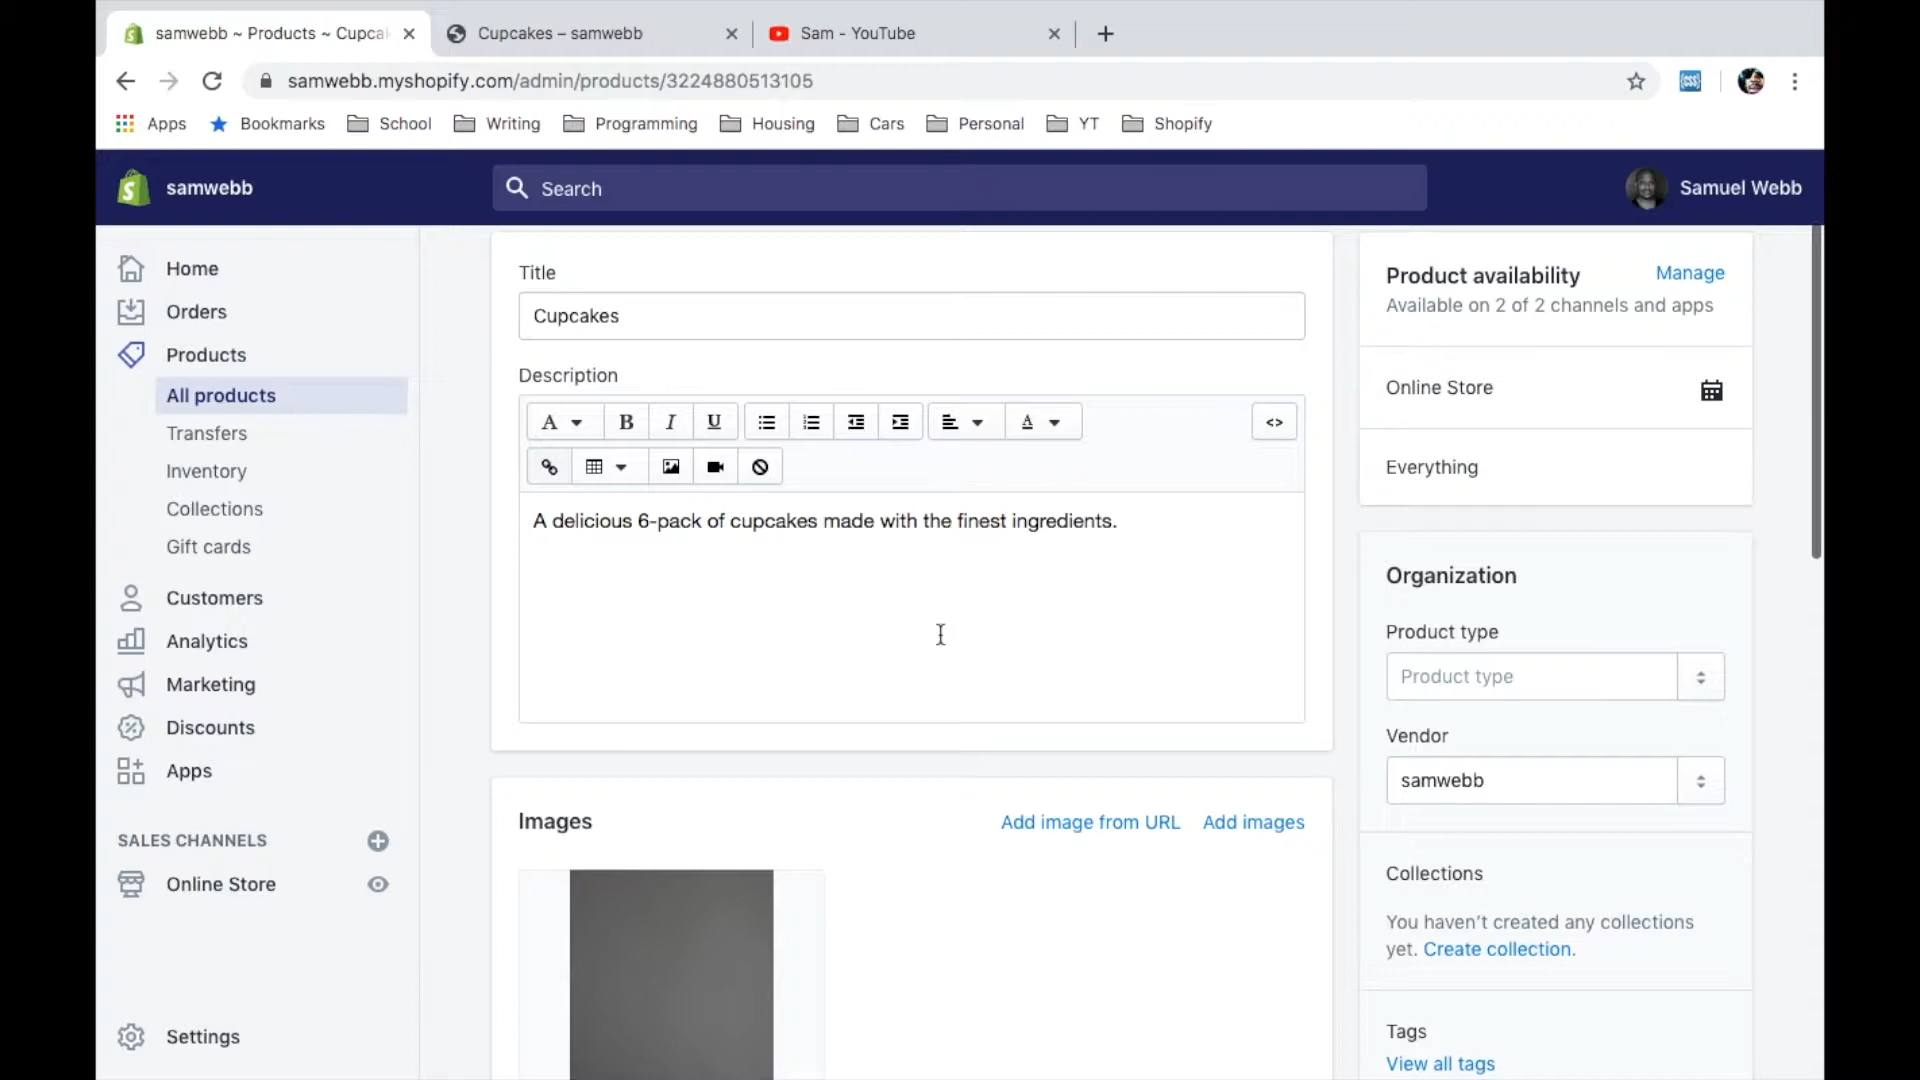 samwebb ~ Products ~ Cupca
Cupcakes – samwebb
Sam - YouTube
samwebb.myshopify.com/admin/products/3224880513105
Apps
Bookmarks
School
Writing
Programming
Housing
Cars
Personal
YT
Shopify
samwebb
Search
Samuel Webb
Home
Orders
Products
All products
Transfers
Inventory
Collections
Gift cards
Customers
Analytics
Marketing
Discounts
Apps
SALES CHANNELS
Online Store
Settings
Title
Cupcakes
Description
A
B
I
U
A
<>
A delicious 6-pack of cupcakes made with the finest ingredients.
Images
Add image from URL
Add images
Product availability
Manage
Available on 2 of 2 channels and apps
Online Store
Everything
Organization
Product type
Product type
Vendor
samwebb
Collections
You haven't created any collections
yet. Create collection.
Tags
View all tags